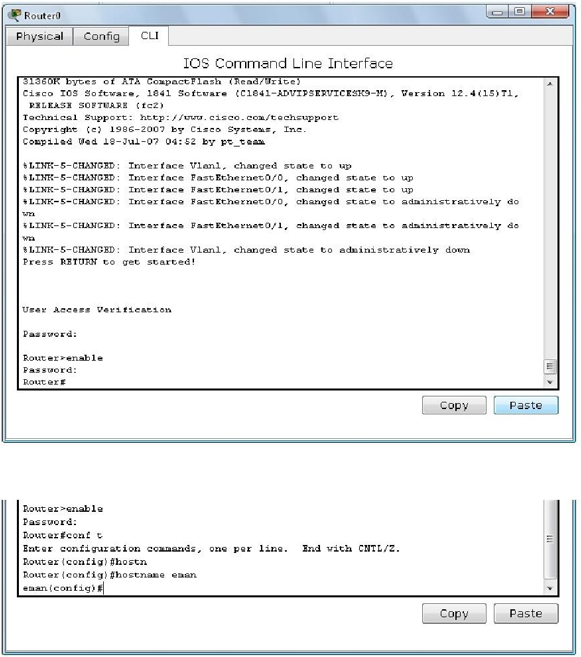 Router0
Physical Config CLI
IOS Command Line Interface
31360K bytes of ATA CompactFlash (Read/Write)
Cisco IOS Software, 1841 Software (C1841-ADVIPSERVICESK9-M), Version 12.4(15)T1,
RELEASE SOFTWARE (fc2)
Technical Support: http://www.cisco.com/techsupport
Copyright (c) 1986-2007 by Cisco Systems, Inc.
Compiled Wed 18-Jul-07 04:52 by pt_team
%LINK-5-CHANGED: Interface Vlan1, changed state to up
%LINK-5-CHANGED: Interface FastEthernet0/0, changed state to up
%LINK-5-CHANGED: Interface FastEthernet0/1, changed state to up
%LINK-5-CHANGED: Interface FastEthernet0/0, changed state to administratively do
wn
%LINK-5-CHANGED: Interface FastEthernet0/1, changed state to administratively do
wn
%LINK-5-CHANGED: Interface Vlan1, changed state to administratively down
Press RETURN to get started!
User Access Verification
Password:
Router>enable
Password:
Router#
Copy Paste
Router>enable
Password:
Router#conf t
Enter configuration commands, one per line. End with CNTL/Z.
Router(config)#hostn
Router(config)#hostname eman
eman(config)#
Copy Paste